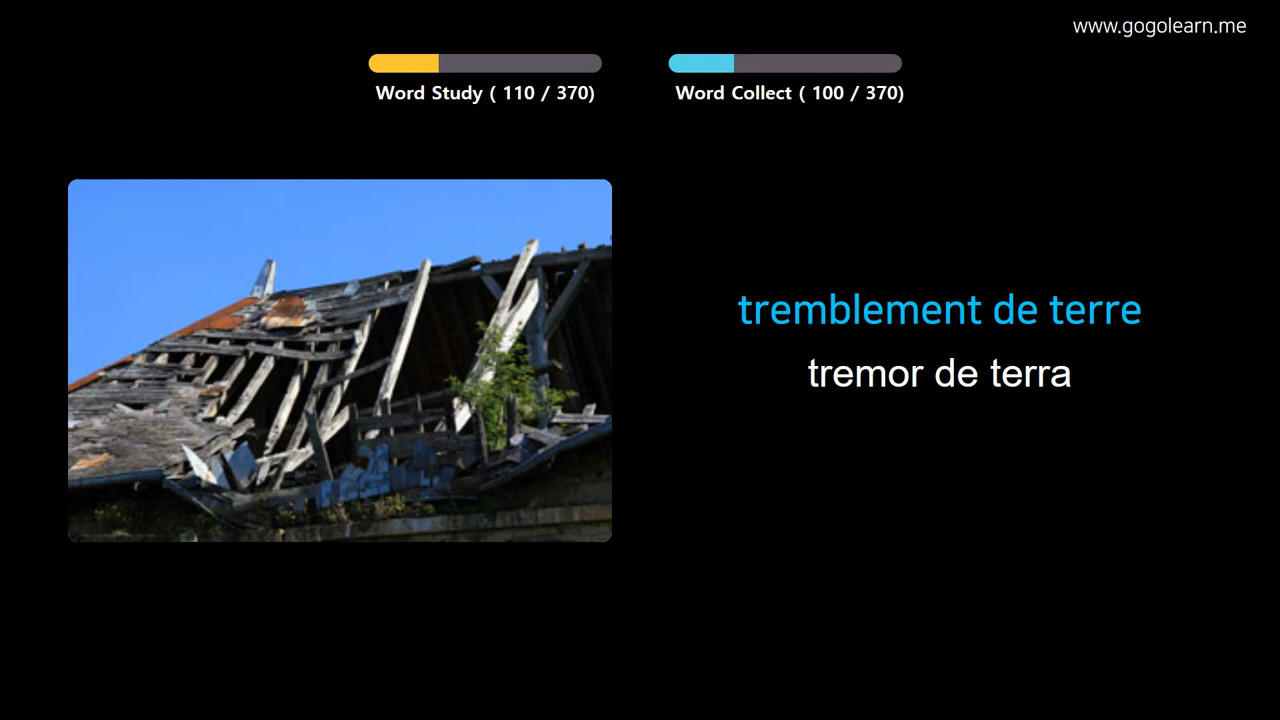 www.gogolearn.me
Word Study ( 110 / 370)
Word Collect ( 100 / 370)
tremblement de terre
tremor de terra